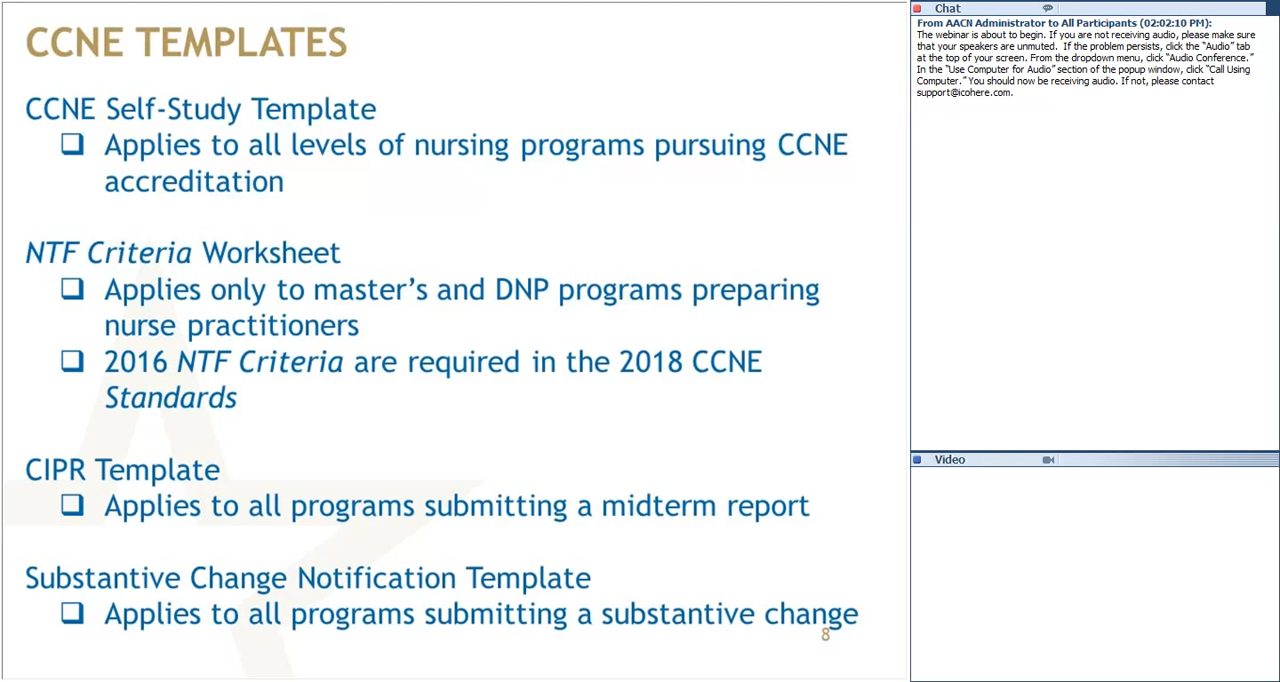 CCNE TEMPLATES
CCNE Self-Study Template
Applies to all levels of nursing programs pursuing CCNE
accreditation
NTF Criteria Worksheet
Applies only to master's and DNP programs preparing
nurse practitioners
2016 NTF Criteria are required in the 2018 CCNE
Standards
CIPR Template
Applies to all programs submitting a midterm report
Substantive Change Notification Template
Applies to all programs submitting a substantive change
8
Chat
From AACN Administrator to All Participants (02:02:10 PM):
The webinar is about to begin. If you are not receiving audio, please make sure
that your speakers are unmuted.  If the problem persists, click the “Audio” tab
at the top of your screen. From the dropdown menu, click “Audio Conference.”
In the “Use Computer for Audio” section of the popup window, click “Call Using
Computer.” You should now be receiving audio. If not, please contact
support@icohere.com.
Video